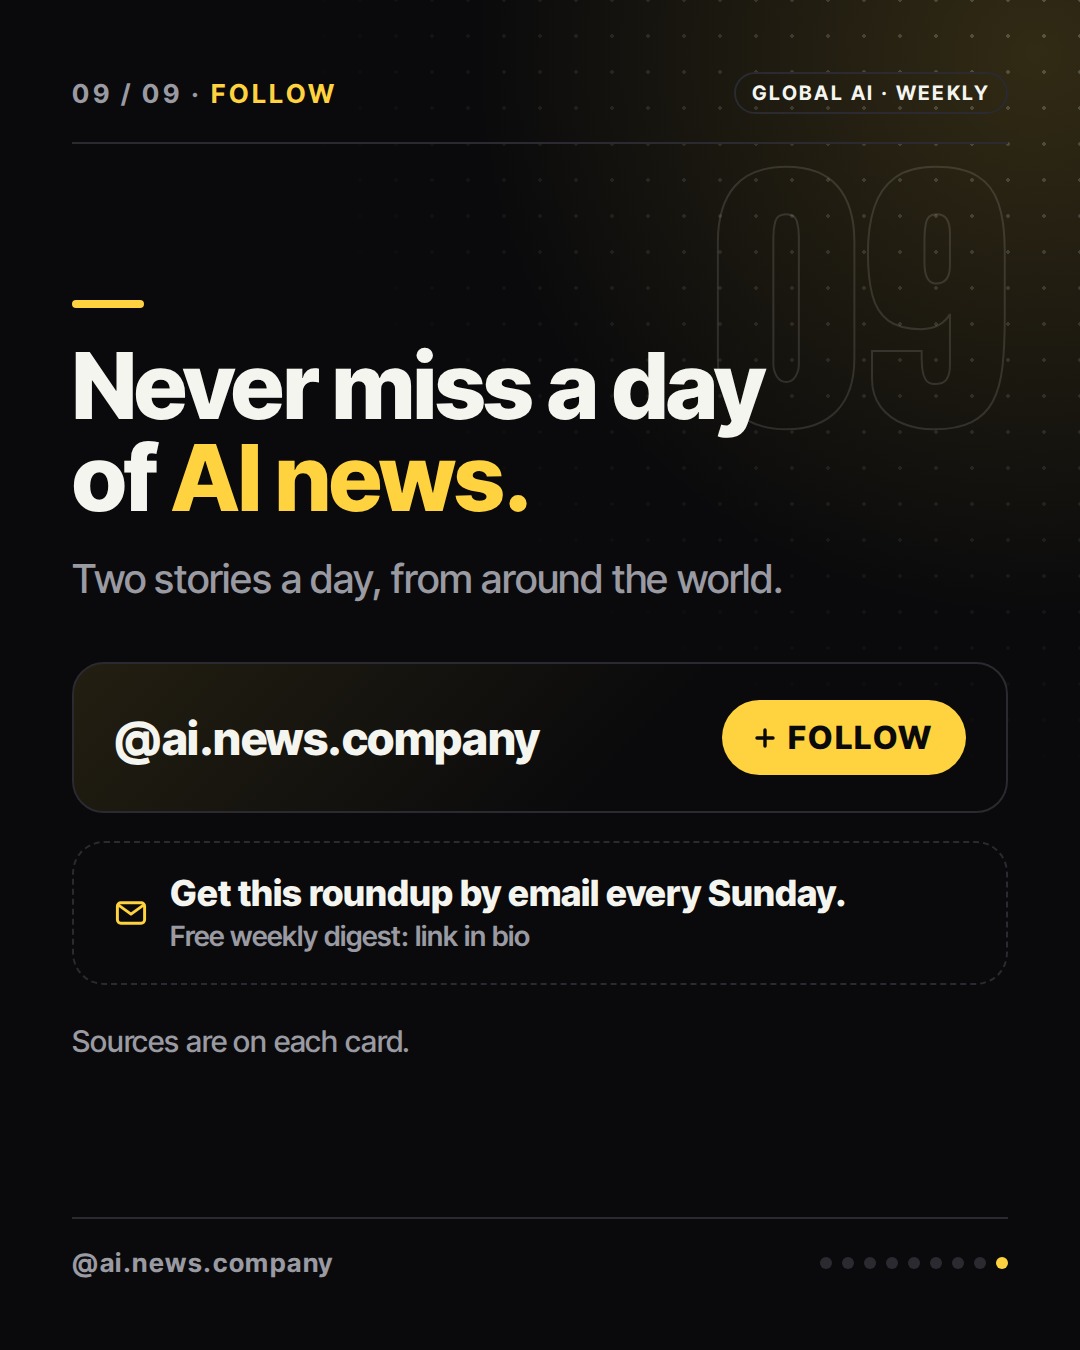 09 / 09 · FOLLOW
GLOBAL AI · WEEKLY
09
Never miss a day
of AI news.
Two stories a day, from around the world.
@ai.news.company
+ FOLLOW
Get this roundup by email every Sunday.
Free weekly digest: link in bio
Sources are on each card.
@ai.news.company